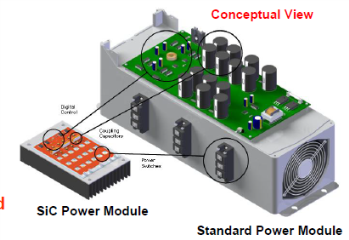 Conceptual View
Digital
Control
Coupling
Capacitors
Power
Switches
d
SiC Power Module
Standard Power Module